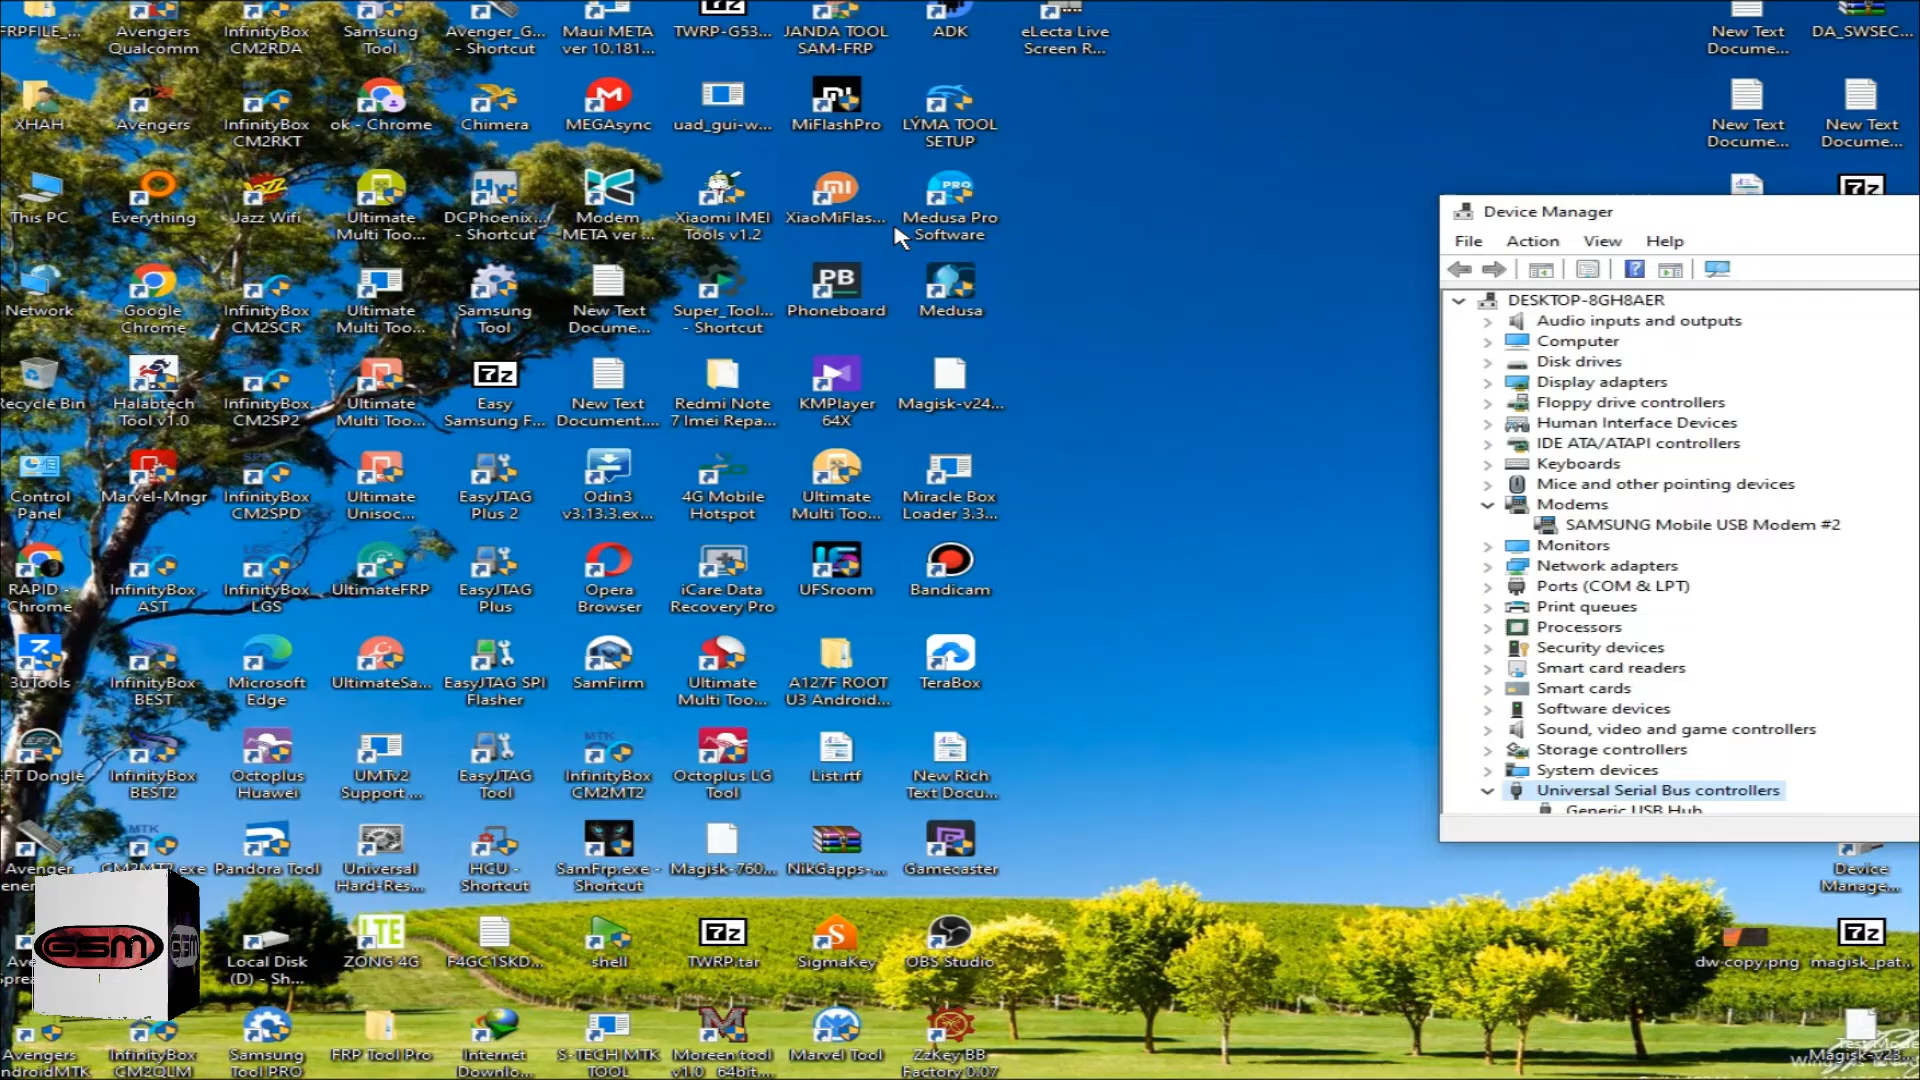 FRPFILE_...
Avengers
Qualcomm
InfinityBox
CM2RDA
Samsung
Tool
Avenger_G...
- Shortcut
Maui META
ver 10.181...
TWRP-G53...
JANDA TOOL
SAM-FRP
ADK
eLecta Live
Screen R...
New Text
Docume...
DA_SWSEC...
XHAH
Avengers
InfinityBox
CM2RKT
ok - Chrome
Chimera
MEGAsync
uad_gui-w...
MiFlashPro
LÝMA TOOL
SETUP
New Text
Docume...
New Text
Docume...
This PC
Everything
Jazz Wifi
Ultimate
Multi Too...
DCPhoenix...
- Shortcut
Modem
META ver ...
Xiaomi IMEI
Tools v1.2
XiaoMiFlas...
Medusa Pro
Software
Network
Google
Chrome
InfinityBox
CM2SCR
Ultimate
Multi Too...
Samsung
Tool
New Text
Docume...
Super_Tool...
- Shortcut
PB
Phoneboard
Medusa
Recycle Bin
Halabtech
Tool v1.0
InfinityBox
CM2SP2
Ultimate
Multi Too...
7z
Easy
Samsung F...
New Text
Document....
Redmi Note
7 Imei Repa...
KMPlayer
64X
Magisk-v24...
Control
Panel
Marvel-Mngr
InfinityBox
CM2SPD
Ultimate
Unisoc...
EasyJTAG
Plus 2
Odin3
v3.13.3.ex...
4G Mobile
Hotspot
Ultimate
Multi Too...
Miracle Box
Loader 3.3...
RAPID -
Chrome
InfinityBox
AST
InfinityBox
LGS
UltimateFRP
EasyJTAG
Plus
Opera
Browser
iCare Data
Recovery Pro
UFSroom
Bandicam
3uTools
InfinityBox
BEST
Microsoft
Edge
UltimateSa...
EasyJTAG SPI
Flasher
SamFirm
Ultimate
Multi Too...
A127F ROOT
U3 Android...
TeraBox
EFT Dongle
InfinityBox
BEST2
Octoplus
Huawei
UMTv2
Support ...
EasyJTAG
Tool
InfinityBox
CM2MT2
Octoplus LG
Tool
List.rtf
New Rich
Text Docu...
Avenger
CM2MT2.exe
Pandora Tool
Universal
Hard-Res...
HCU -
Shortcut
SamFrp.exe -
Shortcut
Magisk-760...
NikGapps-...
Gamecaster
GSM
GSM
Local Disk
(D) - Sh...
LTE
ZONG 4G
F4GC1SKD...
shell
7z
TWRP.tar
SigmaKey
OBS Studio
dw copy.png
7z
magisk_pat...
InfinityBox
CM2QLM
Samsung
Tool PRO
FRP Tool Pro
Internet
Downlo...
S-TECH MTK
TOOL
Moreen tool
v1.0_64bit....
Marvel Tool
ZzKey BB
Factory 0.07
Device Manager
File Action View Help
DESKTOP-8GH8AER
Audio inputs and outputs
Computer
Disk drives
Display adapters
Floppy drive controllers
Human Interface Devices
IDE ATA/ATAPI controllers
Keyboards
Mice and other pointing devices
Modems
SAMSUNG Mobile USB Modem #2
Monitors
Network adapters
Ports (COM & LPT)
Print queues
Processors
Security devices
Smart card readers
Smart cards
Software devices
Sound, video and game controllers
Storage controllers
System devices
Universal Serial Bus controllers
Generic USB Hub
Device
Manage...
Test Mode
Magisk-v23...